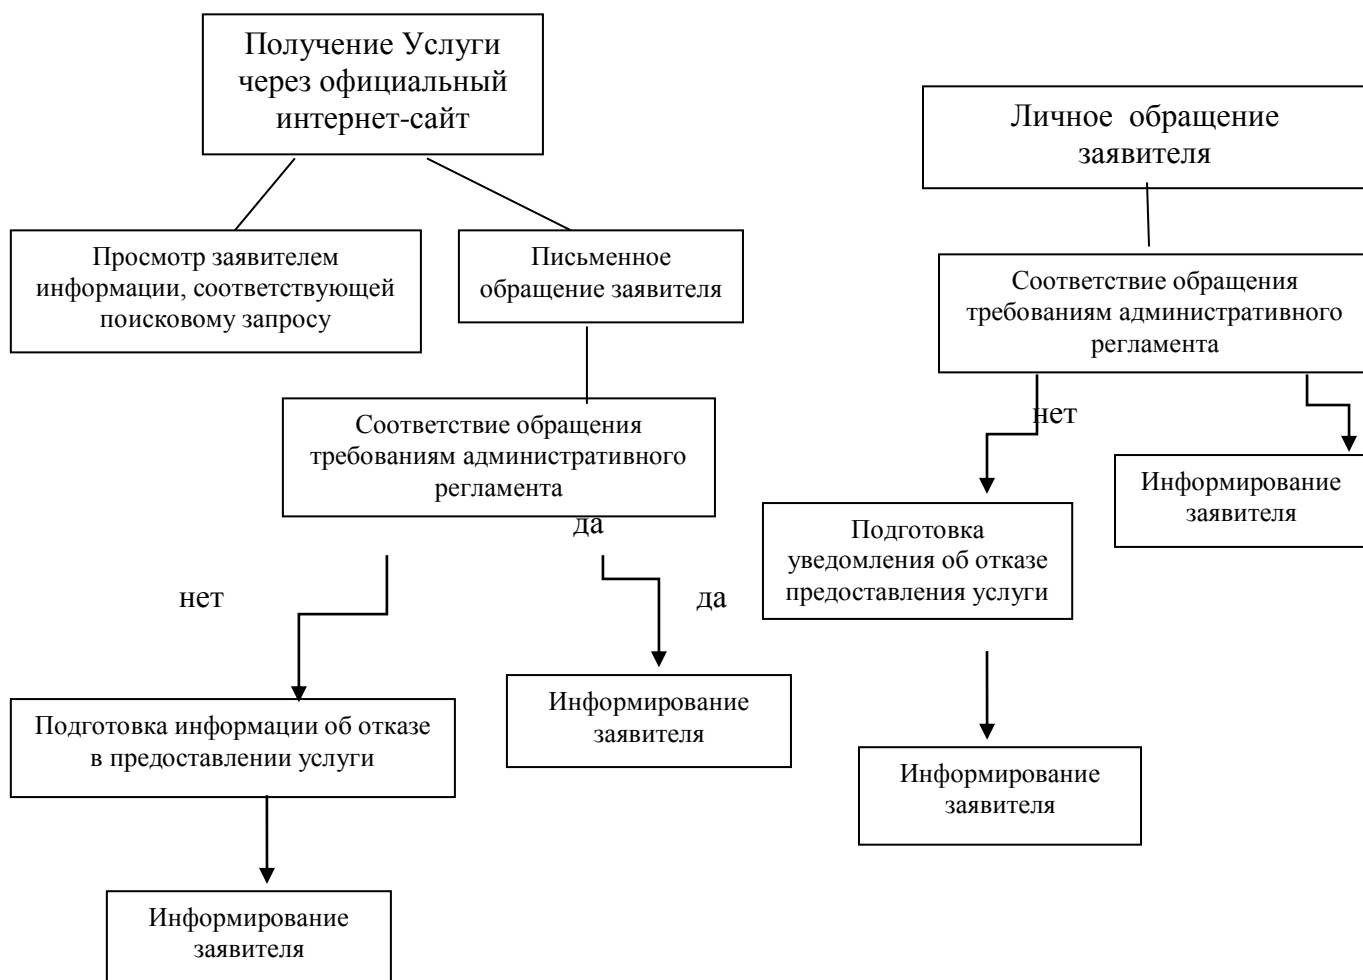 Получение Услуги
через официальный
интернет-сайт
Личное обращение
заявителя
Просмотр заявителем
информации, соответствующей
поисковому запросу
Письменное
обращение заявителя
Соответствие обращения
требованиям административного
регламента
Соответствие обращения
требованиям административного
регламента
нет
Информирование
заявителя
да
Подготовка
уведомления об отказе
предоставления услуги
нет
да
Информирование
заявителя
Подготовка информации об отказе
в предоставлении услуги
Информирование
заявителя
Информирование
заявителя